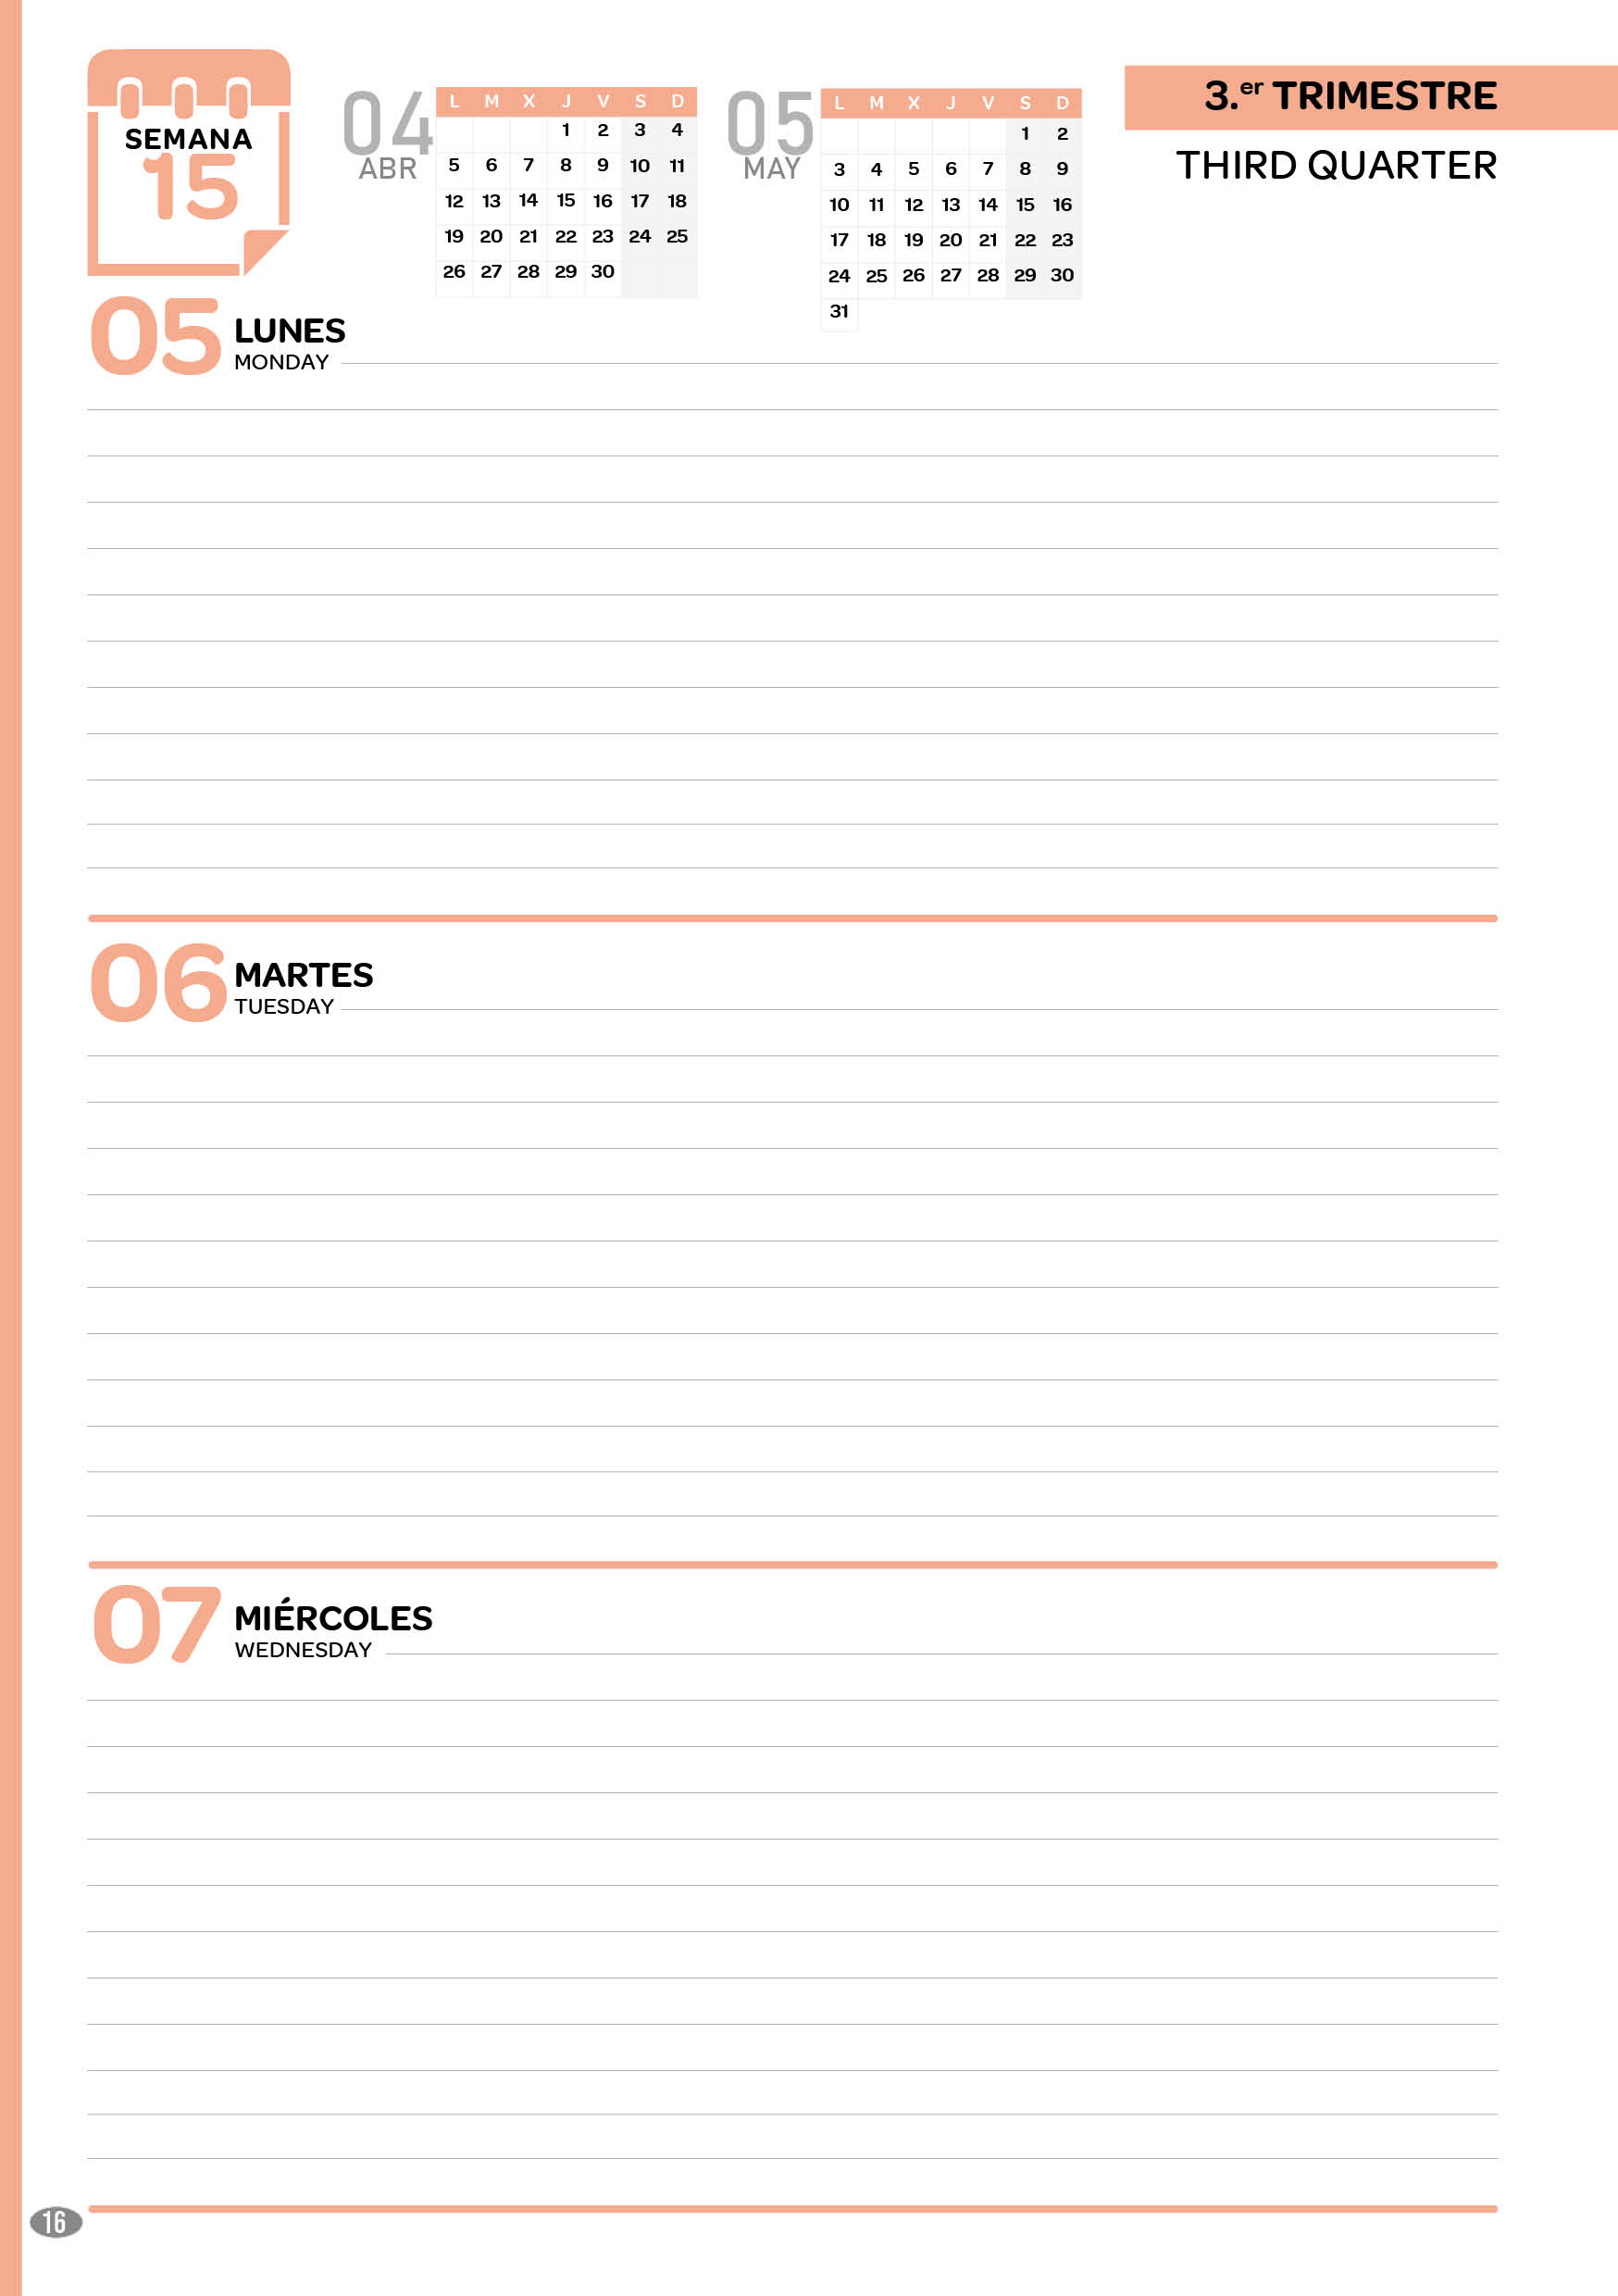 SEMANA
15
04
ABR
L M X J V S D
1 2 3 4
5 6 7 8 9 10 11
12 13 14 15 16 17 18
19 20 21 22 23 24 25
26 27 28 29 30
05
MAY
L M X J V S D
1 2
3 4 5 6 7 8 9
10 11 12 13 14 15 16
17 18 19 20 21 22 23
24 25 26 27 28 29 30
31
3.er TRIMESTRE
THIRD QUARTER
05 LUNES
MONDAY
06 MARTES
TUESDAY
07 MIÉRCOLES
WEDNESDAY
16